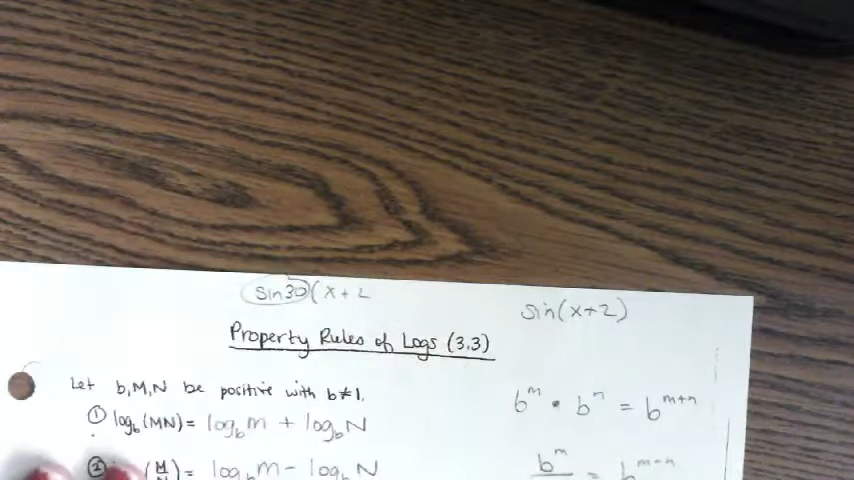 sin30(x+2
sin(x+2)
Property Rules of Logs (3.3)
Let b,M,N be positive with b≠1.
① log_b(MN) = log_b m + log_b N
b^m • b^n = b^{m+n}
② (M/N) = log_b m - log_b N
b^m = b^{m-n}